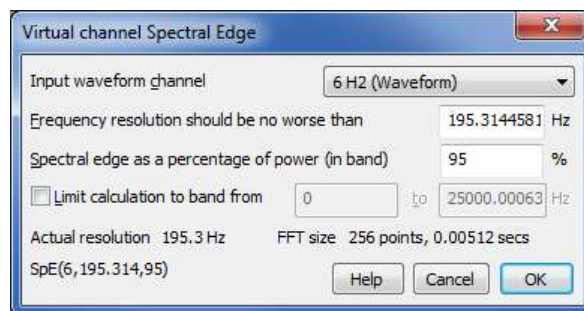 Virtual channel Spectral Edge
Input waveform channel 6 H2 (Waveform)
Frequency resolution should be no worse than 195.3144581 Hz
Spectral edge as a percentage of power (in band) 95 %
Limit calculation to band from 0 to 25000.00063 Hz
Actual resolution 195.3 Hz FFT size 256 points, 0.00512 secs
SpE(6,195.314,95) Help Cancel OK